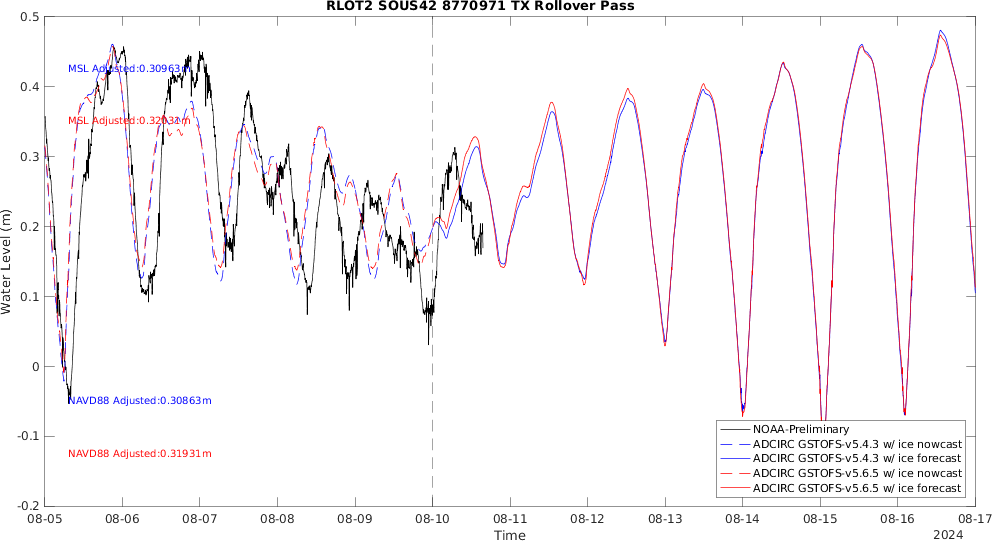 RLOT2 SOUS42 8770971 TX Rollover Pass
0.5
0.4
0.3
0.2
0.1
0
-0.1
-0.2
Water Level (m)
MSL Adjusted:0.30963m
MSL Adjusted:0.32031m
NAVD88 Adjusted:0.30863m
NAVD88 Adjusted:0.31931m
NOAA-Preliminary
ADCIRC GSTOFS-v5.4.3 w/ ice nowcast
ADCIRC GSTOFS-v5.4.3 w/ ice forecast
ADCIRC GSTOFS-v5.6.5 w/ ice nowcast
ADCIRC GSTOFS-v5.6.5 w/ ice forecast
08-05 08-06 08-07 08-08 08-09 08-10 08-11 08-12 08-13 08-14 08-15 08-16 08-17
Time
2024